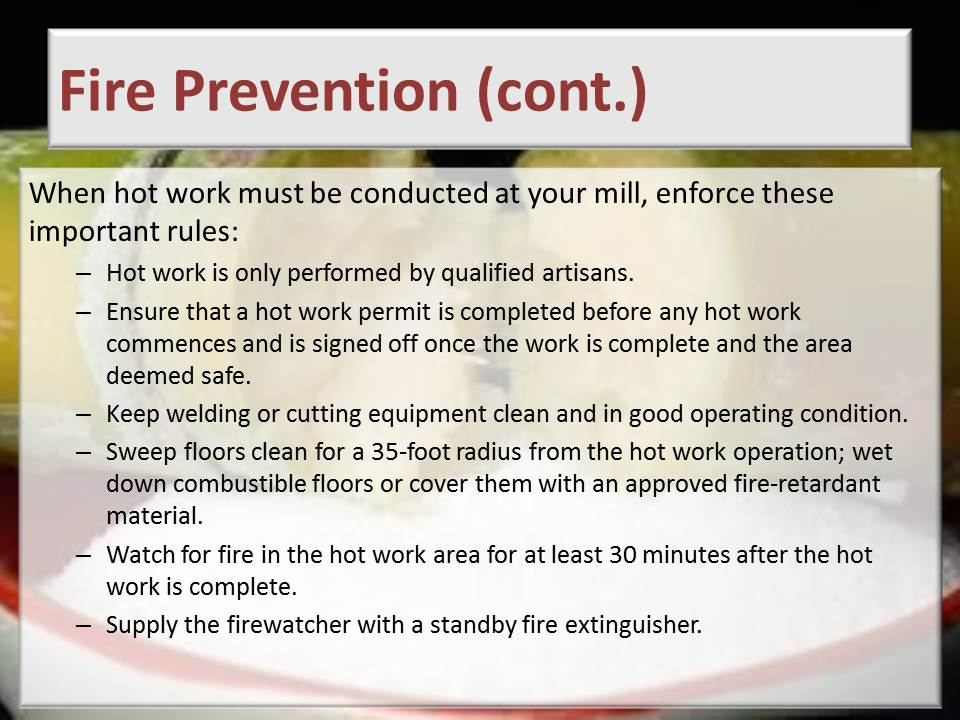 Fire Prevention (cont.)
When hot work must be conducted at your mill, enforce these
important rules:
– Hot work is only performed by qualified artisans.
– Ensure that a hot work permit is completed before any hot work
commences and is signed off once the work is complete and the area
deemed safe.
– Keep welding or cutting equipment clean and in good operating condition.
– Sweep floors clean for a 35-foot radius from the hot work operation; wet
down combustible floors or cover them with an approved fire-retardant
material.
– Watch for fire in the hot work area for at least 30 minutes after the hot
work is complete.
– Supply the firewatcher with a standby fire extinguisher.